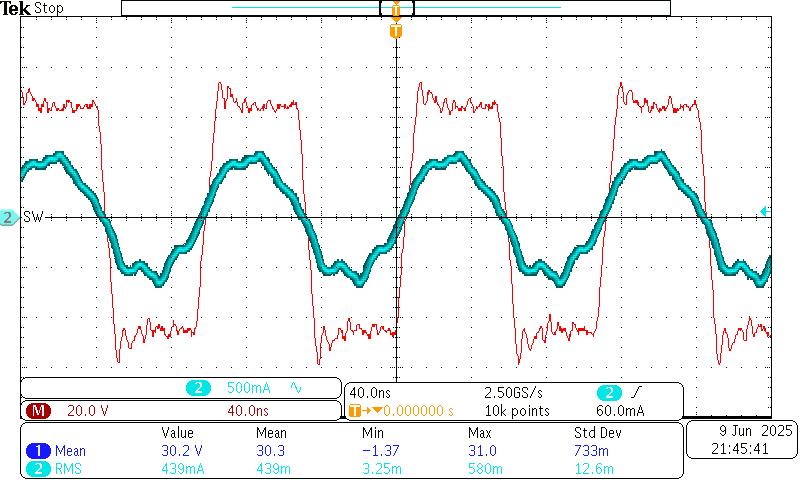 Tek Stop
T
T
2 SW
2 500mA
M 20.0 V 40.0ns
40.0ns 2.50GS/s 2
T→▼0.000000 s 10k points 60.0mA
Value Mean Min Max Std Dev
1 Mean 30.2 V 30.3 −1.37 31.0 733m
2 RMS 439mA 439m 3.25m 580m 12.6m
9 Jun 2025
21:45:41